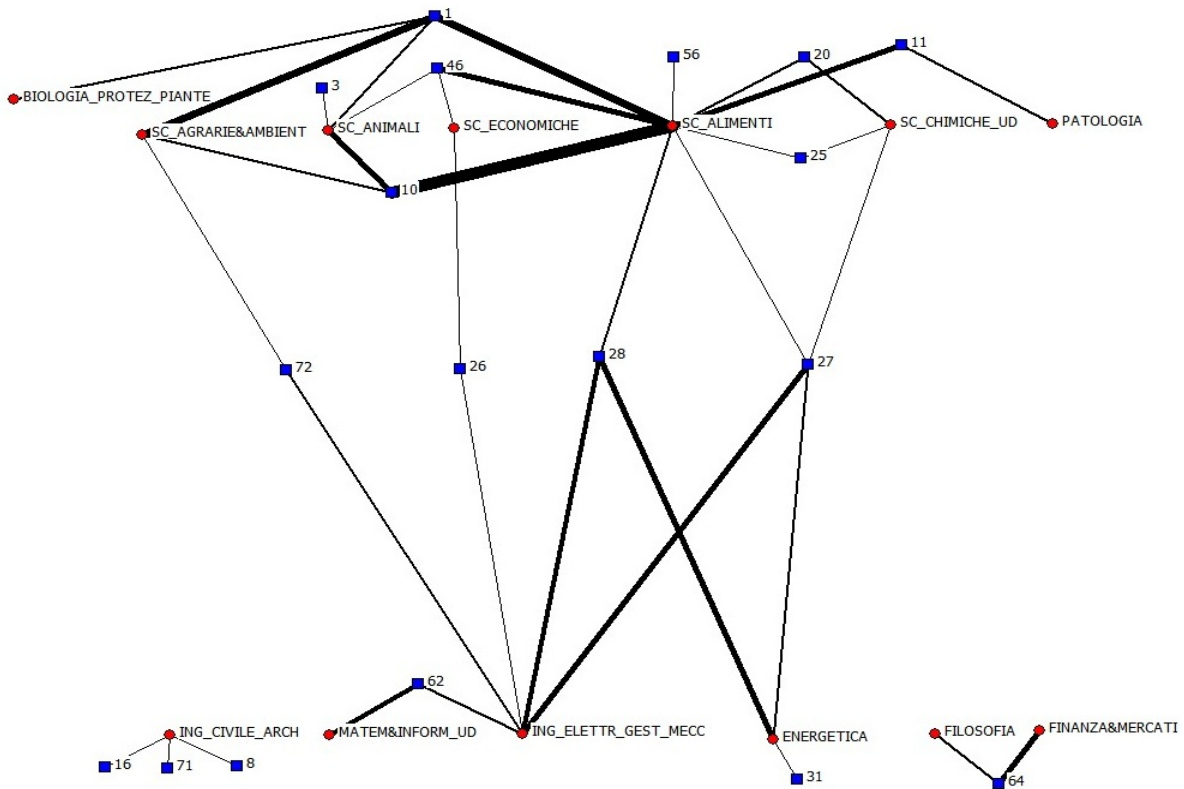 1
11
46
56
20
3
BIOLOGIA_PROTEZ_PIANTE
SC_AGRARIE&AMBIENT
SC_ANIMALI
SC_ECONOMICHE
SC_ALIMENTI
SC_CHIMICHE_UD
PATOLOGIA
25
10
72
26
28
27
62
ING_CIVILE_ARCH
MATEM&INFORM_UD
ING_ELETTR_GEST_MECC
ENERGETICA
FILOSOFIA
FINANZA&MERCATI
16
71
8
31
64